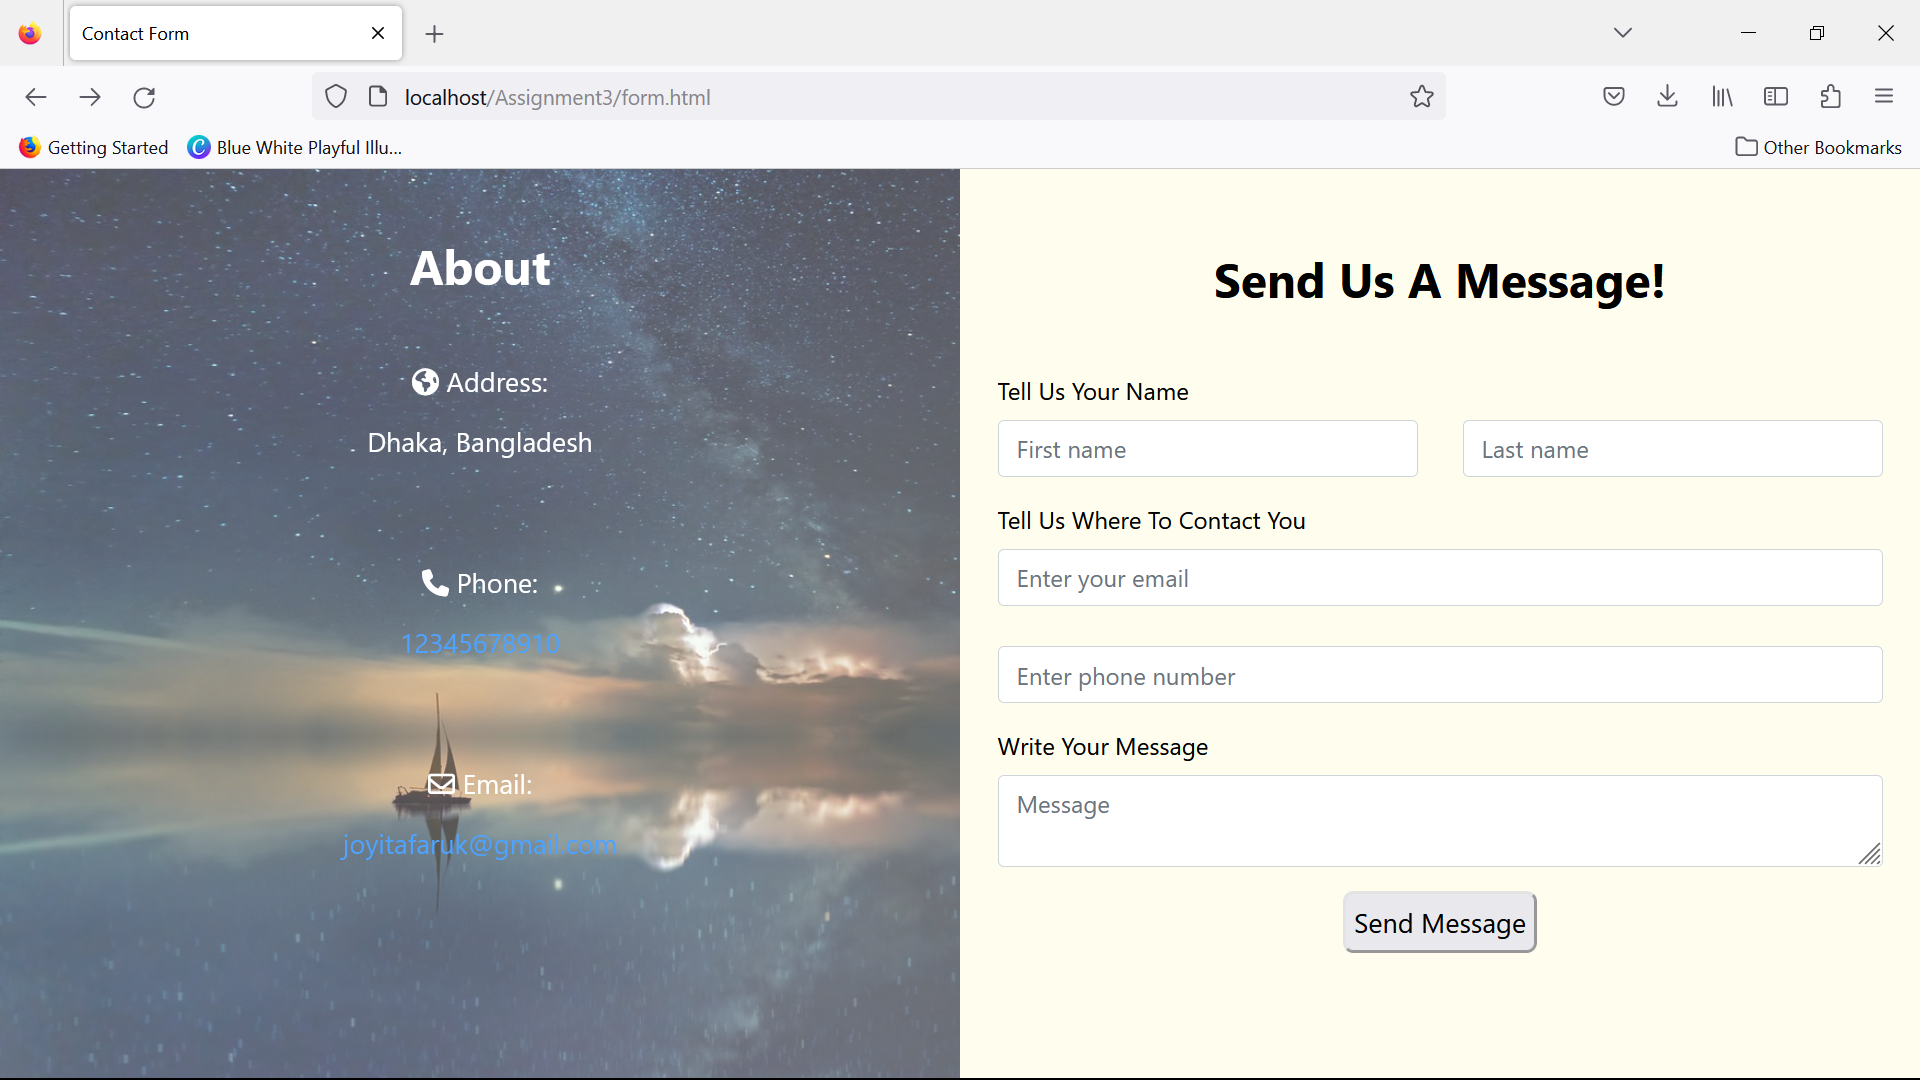 Contact Form
localhost/Assignment3/form.html
Getting Started
Blue White Playful Illu...
Other Bookmarks
About
Address:
Dhaka, Bangladesh
Phone:
12345678910
Email:
joyitafaruk@gmail.com
Send Us A Message!
Tell Us Your Name
First name
Last name
Tell Us Where To Contact You
Enter your email
Enter phone number
Write Your Message
Message
Send Message